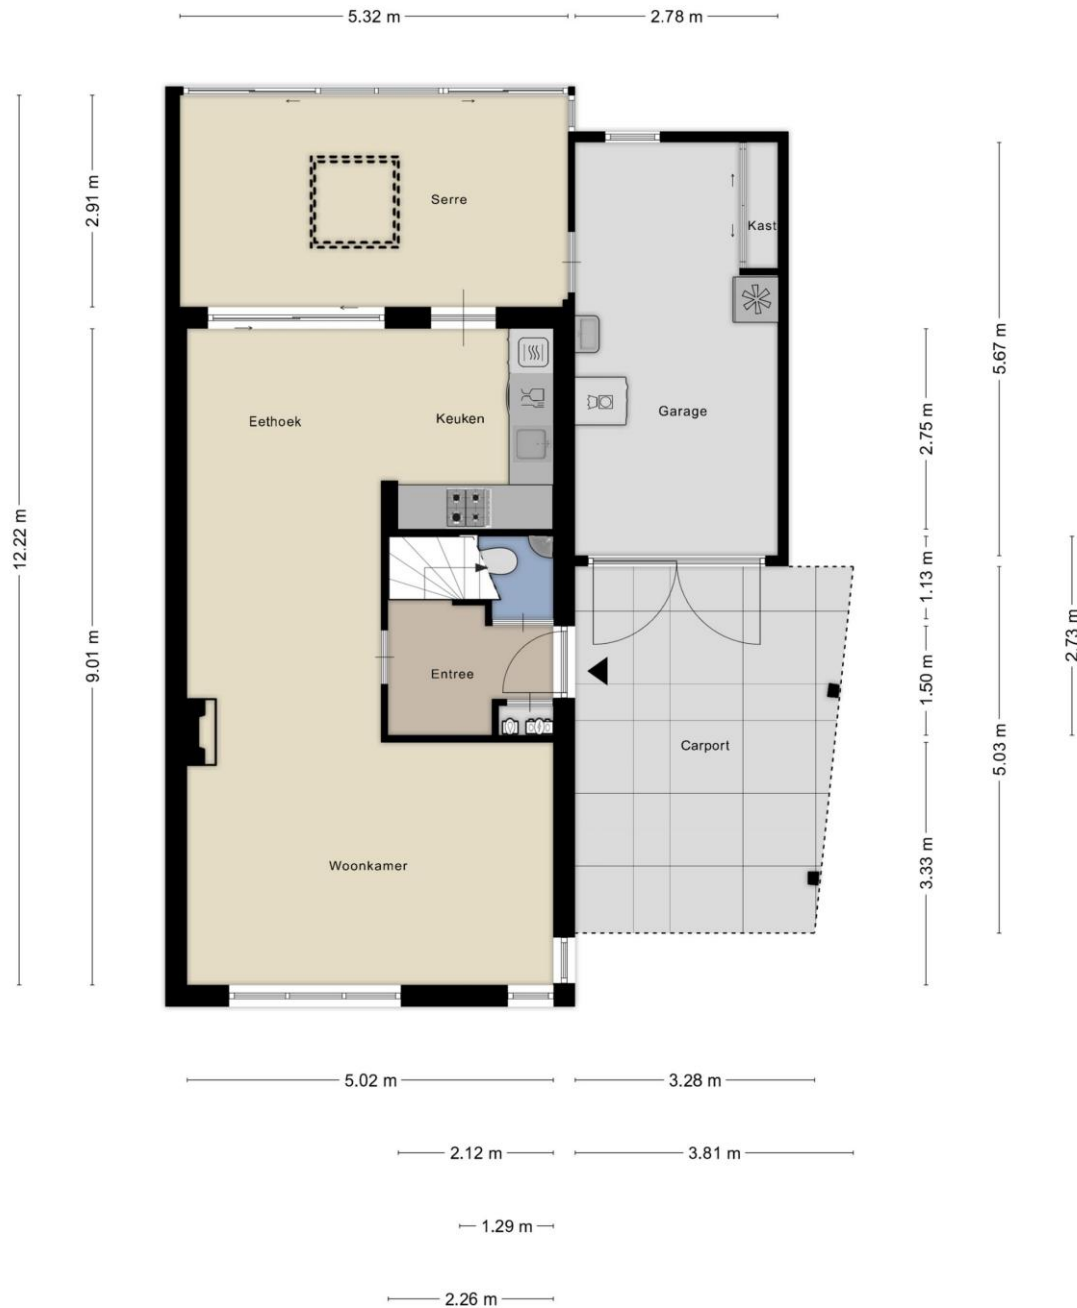 5.32 m
2.78 m
2.91 m
Serre
Kast
5.67 m
Eethoek
Keuken
Garage
2.75 m
12.22 m
1.13 m
2.73 m
9.01 m
Entree
1.50 m
Carport
5.03 m
Woonkamer
3.33 m
5.02 m
3.28 m
2.12 m
3.81 m
1.29 m
2.26 m